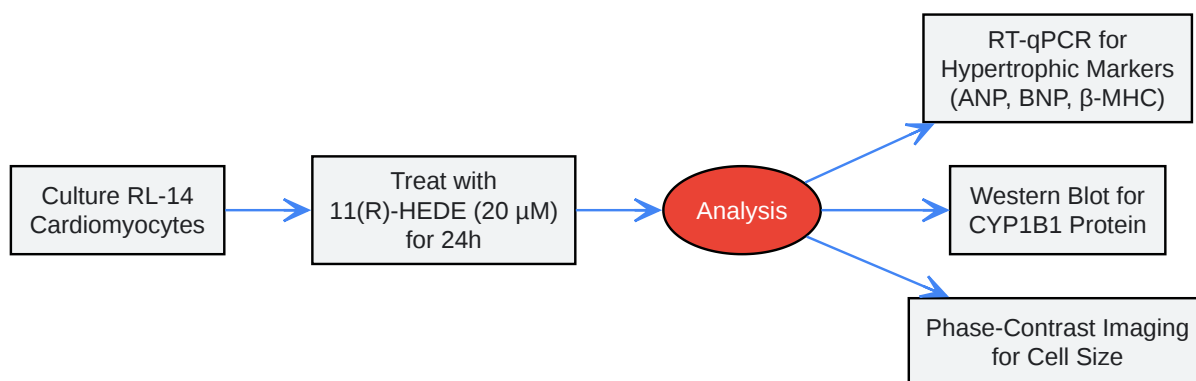 Culture RL-14
Cardiomyocytes
Treat with
11(R)-HEDE (20 µM)
for 24h
Analysis
RT-qPCR for
Hypertrophic Markers
(ANP, BNP, β-MHC)
Western Blot for
CYP1B1 Protein
Phase-Contrast Imaging
for Cell Size